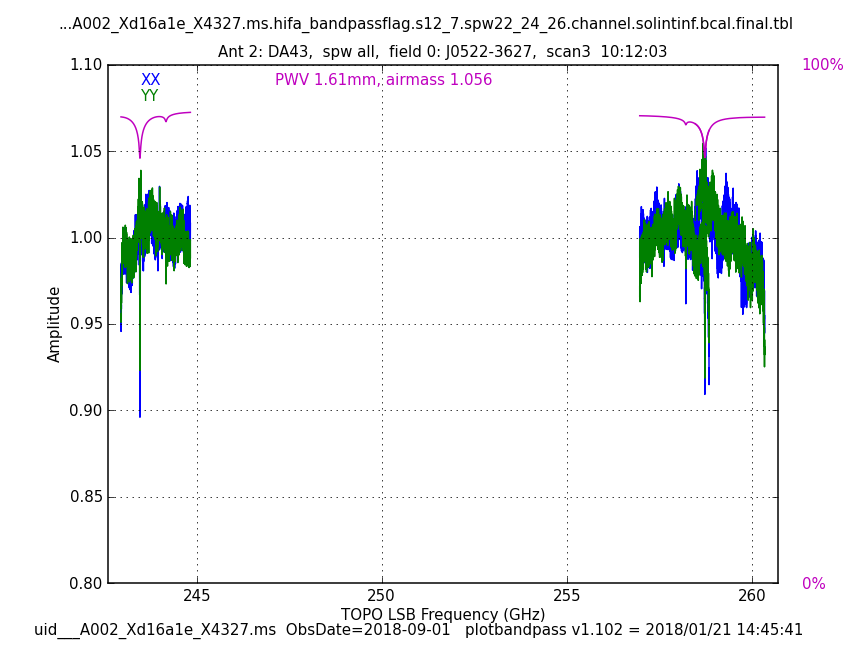 ...A002_Xd16a1e_X4327.ms.hifa_bandpassflag.s12_7.spw22_24_26.channel.solintinf.bcal.final.tbl
Ant 2: DA43,  spw all,  field 0: J0522-3627,  scan3  10:12:03
1.10
100%
XX
PWV 1.61mm, airmass 1.056
YY
1.05
1.00
0.95
Amplitude
0.90
0.85
0.80
0%
245
250
255
260
TOPO LSB Frequency (GHz)
uid___A002_Xd16a1e_X4327.ms  ObsDate=2018-09-01   plotbandpass v1.102 = 2018/01/21 14:45:41